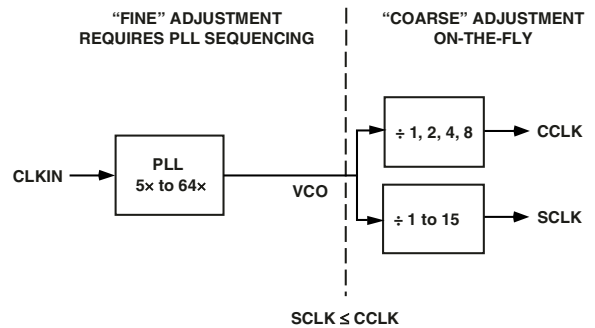 “FINE” ADJUSTMENT
REQUIRES PLL SEQUENCING
“COARSE” ADJUSTMENT
ON-THE-FLY
CLKIN
PLL
5× to 64×
VCO
÷ 1, 2, 4, 8
CCLK
÷ 1 to 15
SCLK
SCLK ≤ CCLK